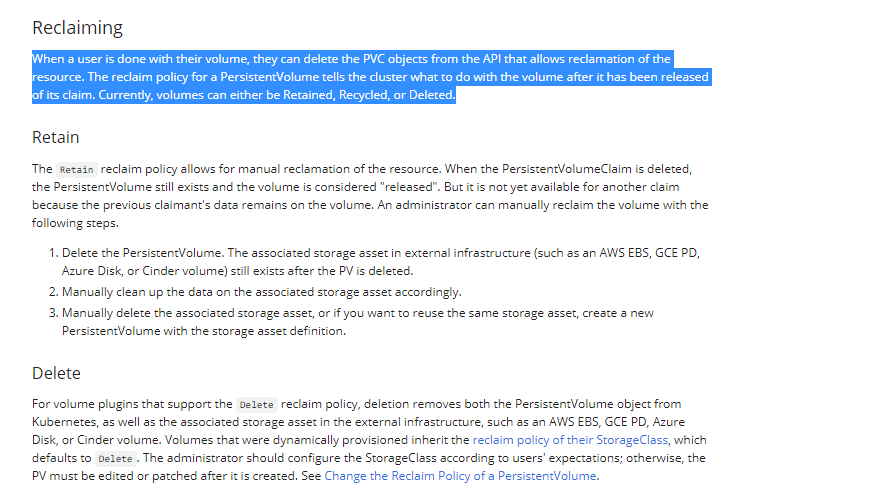 Reclaiming
When a user is done with their volume, they can delete the PVC objects from the API that allows reclamation of the
resource. The reclaim policy for a PersistentVolume tells the cluster what to do with the volume after it has been released
of its claim. Currently, volumes can either be Retained, Recycled, or Deleted.
Retain
The Retain reclaim policy allows for manual reclamation of the resource. When the PersistentVolumeClaim is deleted,
the PersistentVolume still exists and the volume is considered "released". But it is not yet available for another claim
because the previous claimant's data remains on the volume. An administrator can manually reclaim the volume with the
following steps.
1. Delete the PersistentVolume. The associated storage asset in external infrastructure (such as an AWS EBS, GCE PD,
Azure Disk, or Cinder volume) still exists after the PV is deleted.
2. Manually clean up the data on the associated storage asset accordingly.
3. Manually delete the associated storage asset, or if you want to reuse the same storage asset, create a new
PersistentVolume with the storage asset definition.
Delete
For volume plugins that support the Delete reclaim policy, deletion removes both the PersistentVolume object from
Kubernetes, as well as the associated storage asset in the external infrastructure, such as an AWS EBS, GCE PD, Azure
Disk, or Cinder volume. Volumes that were dynamically provisioned inherit the reclaim policy of their StorageClass, which
defaults to Delete. The administrator should configure the StorageClass according to users' expectations; otherwise, the
PV must be edited or patched after it is created. See Change the Reclaim Policy of a PersistentVolume.